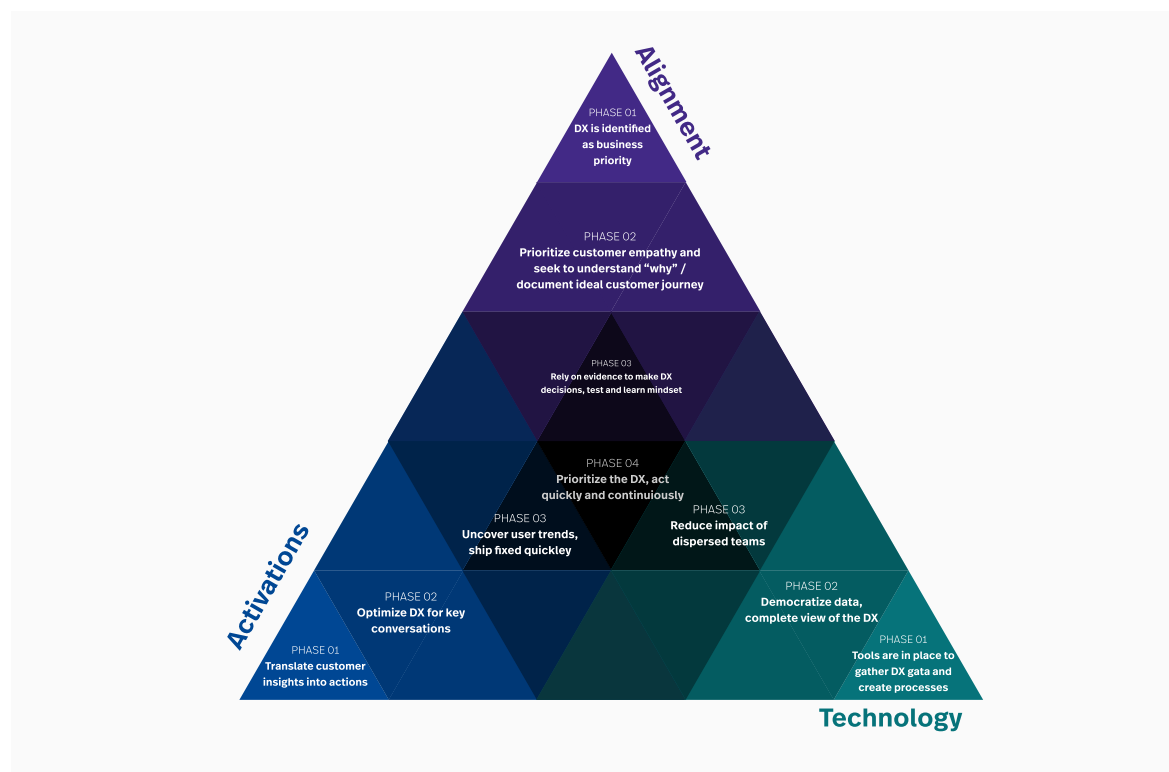 Alignment
PHASE 01
DX is identified
as business
priority
PHASE 02
Prioritize customer empathy and
seek to understand “why” /
document ideal customer journey
PHASE 03
Rely on evidence to make DX
decisions, test and learn mindset
PHASE 04
Prioritize the DX, act
quickly and continuiously
PHASE 03
Uncover user trends,
ship fixed quickley
PHASE 03
Reduce impact of
dispersed teams
Activations
PHASE 02
Optimize DX for key
conversations
PHASE 01
Translate customer
insights into actions
PHASE 02
Democratize data,
complete view of the DX
PHASE 01
Tools are in place to
gather DX gata and
create processes
Technology